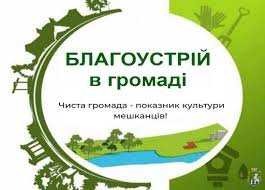 БЛАГОУСТРІЙ
в громаді
Чиста громада - показник культури
мешканців!